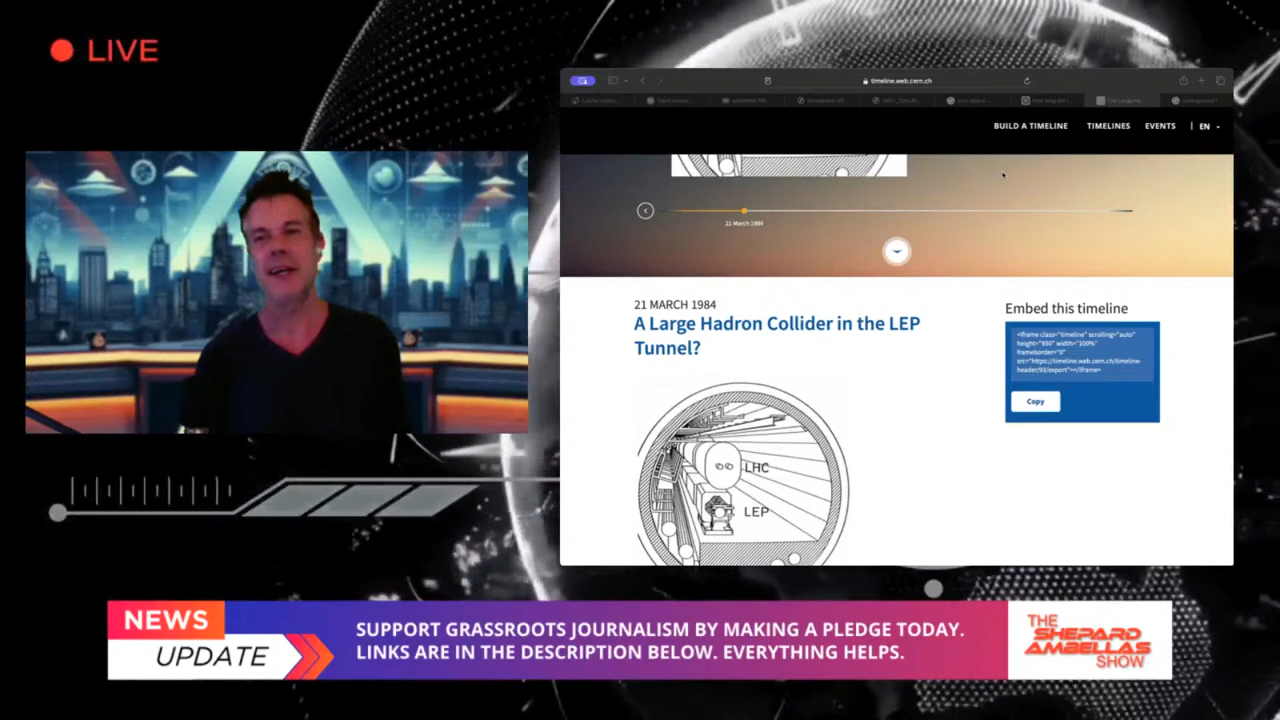 LIVE
timeline.web.cern.ch
BUILD A TIMELINE
TIMELINES
EVENTS
EN
21 March 1984
21 MARCH 1984
A Large Hadron Collider in the LEP
Tunnel?
Embed this timeline
<iframe class="timeline" scrolling="auto"
height="850" width="100%"
frameborder="0"
src="https://timeline.web.cern.ch/timeline-
header/93/export"></iframe>
Copy
LHC
LEP
NEWS
UPDATE
SUPPORT GRASSROOTS JOURNALISM BY MAKING A PLEDGE TODAY.
LINKS ARE IN THE DESCRIPTION BELOW. EVERYTHING HELPS.
THE
SHEPARD
AMBELLAS
SHOW